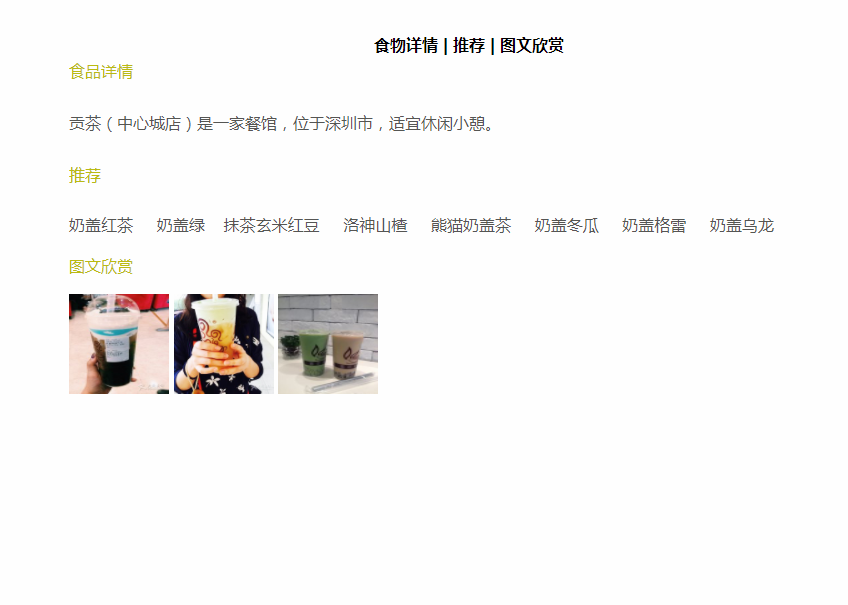 食物详情 | 推荐 | 图文欣赏
食品详情
贡茶（中心城店）是一家餐馆，位于深圳市，适宜休闲小憩。
推荐
奶盖红茶 奶盖绿 抹茶玄米红豆 洛神山楂 熊猫奶盖茶 奶盖冬瓜 奶盖格雷 奶盖乌龙
图文欣赏